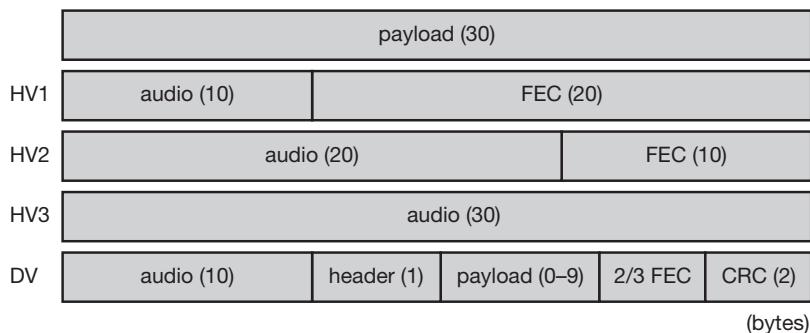 payload (30)
HV1 audio (10) FEC (20)
HV2 audio (20) FEC (10)
HV3 audio (30)
DV audio (10) header (1) payload (0–9) 2/3 FEC CRC (2)
(bytes)